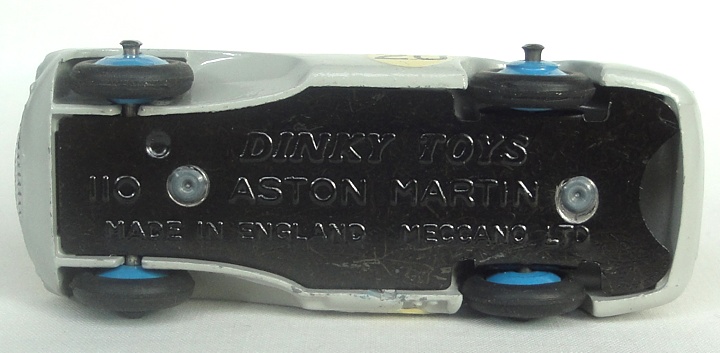 DINKY TOYS
110 ASTON MARTIN
MADE IN ENGLAND MECCANO LTD